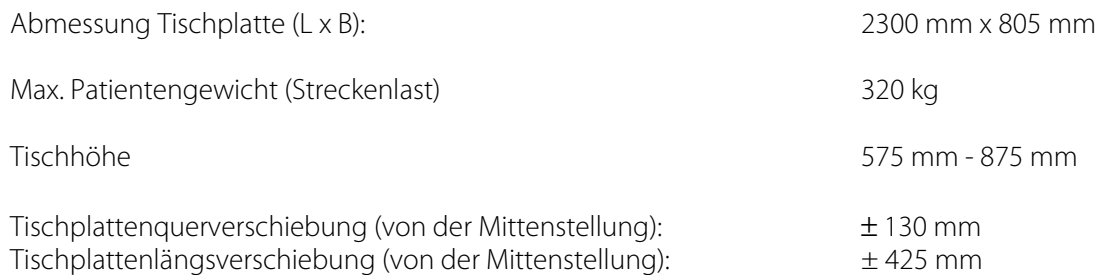 Abmessung Tischplatte (L x B): 2300 mm x 805 mm
Max. Patientengewicht (Streckenlast) 320 kg
Tischhöhe 575 mm - 875 mm
Tischplattenquerverschiebung (von der Mittenstellung): ± 130 mm
Tischplattenlängsverschiebung (von der Mittenstellung): ± 425 mm